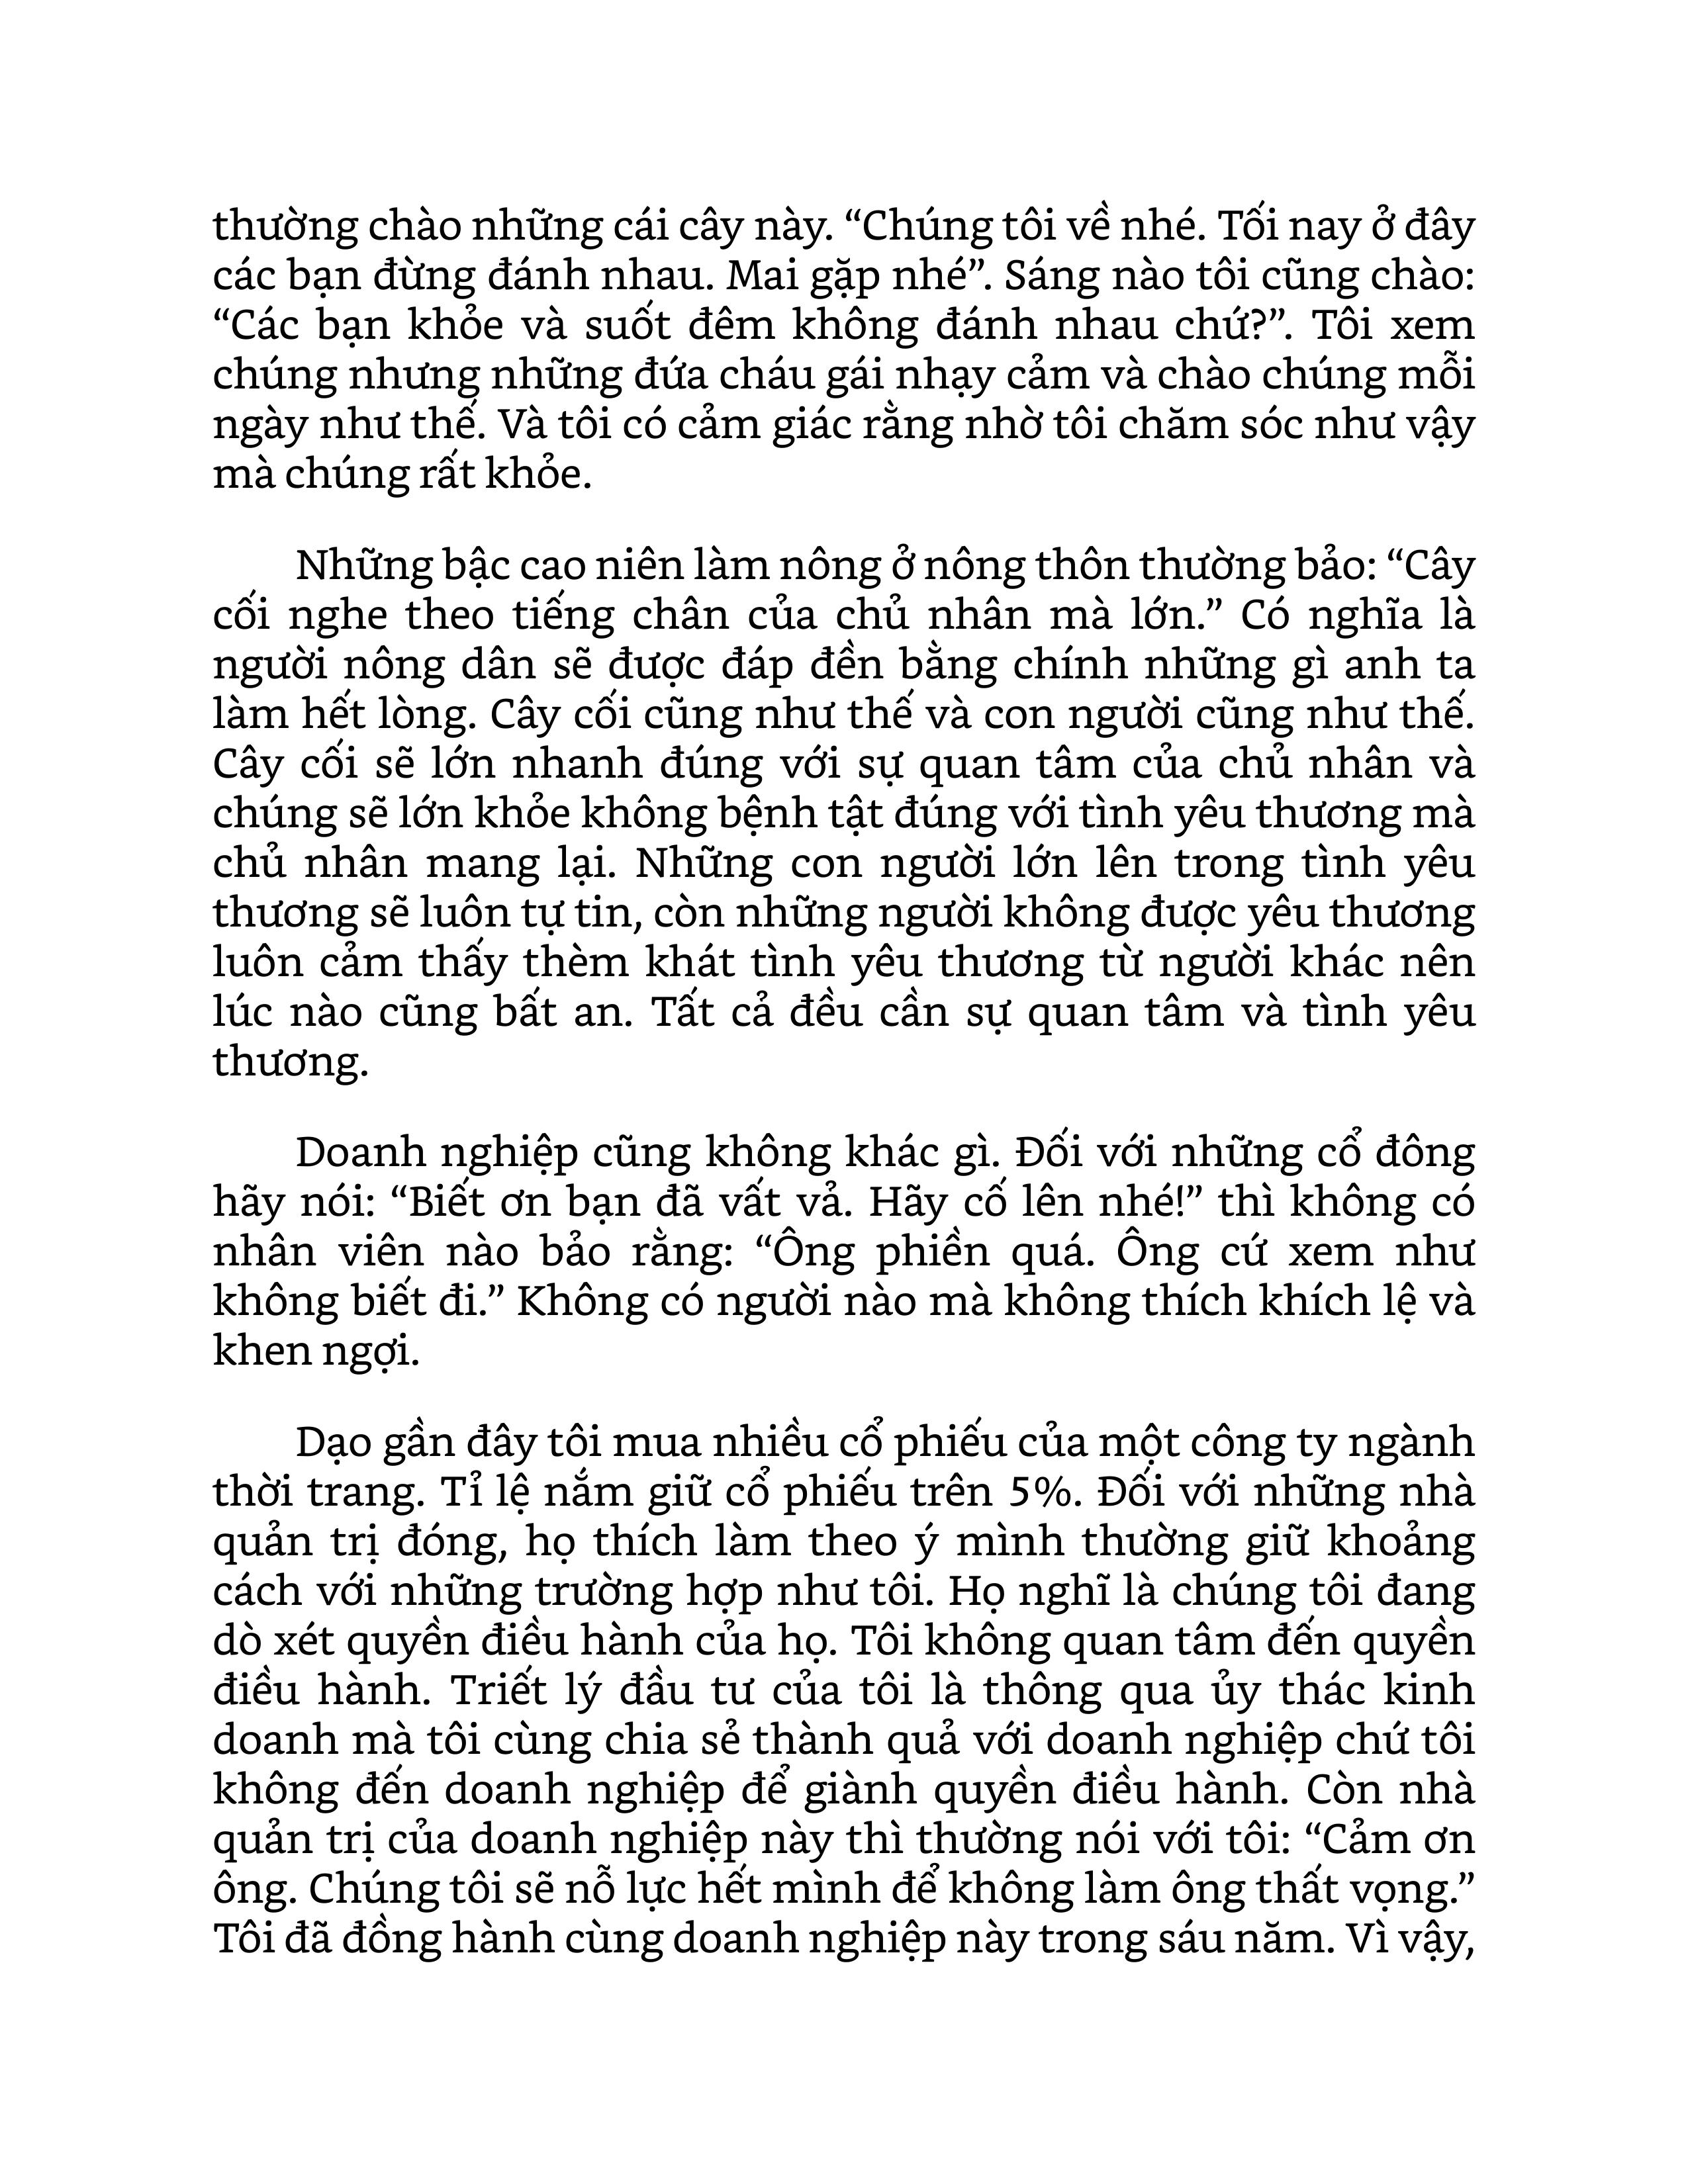 thường chào những cái cây này. “Chúng tôi về nhé. Tối nay ở đây
các bạn đừng đánh nhau. Mai gặp nhé”. Sáng nào tôi cũng chào:
“Các bạn khỏe và suốt đêm không đánh nhau chứ?”. Tôi xem
chúng nhưng những đứa cháu gái nhạy cảm và chào chúng mỗi
ngày như thế. Và tôi có cảm giác rằng nhờ tôi chăm sóc như vậy
mà chúng rất khỏe.
Những bậc cao niên làm nông ở nông thôn thường bảo: “Cây
cối nghe theo tiếng chân của chủ nhân mà lớn.” Có nghĩa là
người nông dân sẽ được đáp đền bằng chính những gì anh ta
làm hết lòng. Cây cối cũng như thế và con người cũng như thế.
Cây cối sẽ lớn nhanh đúng với sự quan tâm của chủ nhân và
chúng sẽ lớn khỏe không bệnh tật đúng với tình yêu thương mà
chủ nhân mang lại. Những con người lớn lên trong tình yêu
thương sẽ luôn tự tin, còn những người không được yêu thương
luôn cảm thấy thèm khát tình yêu thương từ người khác nên
lúc nào cũng bất an. Tất cả đều cần sự quan tâm và tình yêu
thương.
Doanh nghiệp cũng không khác gì. Đối với những cổ đông
hãy nói: “Biết ơn bạn đã vất vả. Hãy cố lên nhé!” thì không có
nhân viên nào bảo rằng: “Ông phiền quá. Ông cứ xem như
không biết đi.” Không có người nào mà không thích khích lệ và
khen ngợi.
Dạo gần đây tôi mua nhiều cổ phiếu của một công ty ngành
thời trang. Tỉ lệ nắm giữ cổ phiếu trên 5%. Đối với những nhà
quản trị đóng, họ thích làm theo ý mình thường giữ khoảng
cách với những trường hợp như tôi. Họ nghĩ là chúng tôi đang
dò xét quyền điều hành của họ. Tôi không quan tâm đến quyền
điều hành. Triết lý đầu tư của tôi là thông qua ủy thác kinh
doanh mà tôi cùng chia sẻ thành quả với doanh nghiệp chứ tôi
không đến doanh nghiệp để giành quyền điều hành. Còn nhà
quản trị của doanh nghiệp này thì thường nói với tôi: “Cảm ơn
ông. Chúng tôi sẽ nỗ lực hết mình để không làm ông thất vọng.”
Tôi đã đồng hành cùng doanh nghiệp này trong sáu năm. Vì vậy,